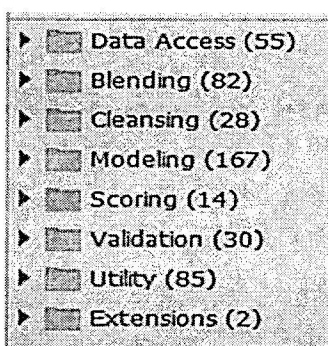 Data Access (55)
Blending (82)
Cleansing (28)
Modeling (167)
Scoring (14)
Validation (30)
Utility (85)
Extensions (2)